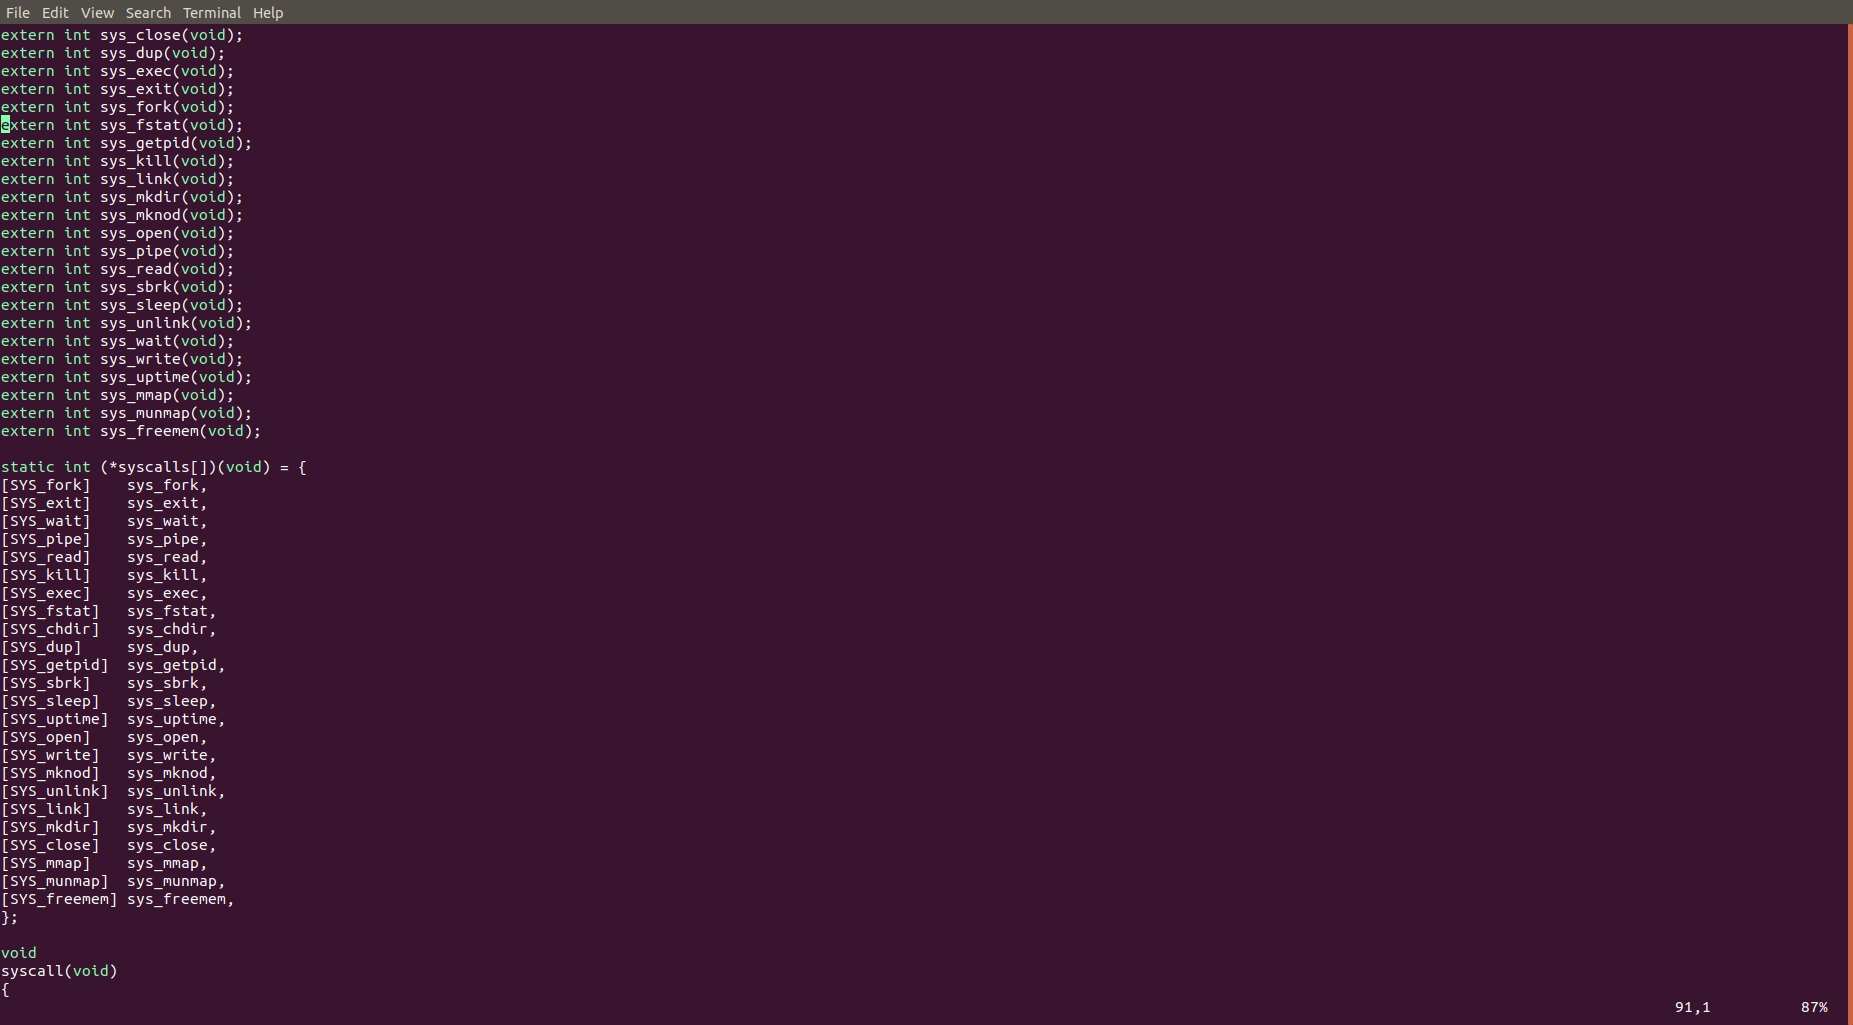 File Edit View Search Terminal Help
extern int sys_close(void);
extern int sys_dup(void);
extern int sys_exec(void);
extern int sys_exit(void);
extern int sys_fork(void);
extern int sys_fstat(void);
extern int sys_getpid(void);
extern int sys_kill(void);
extern int sys_link(void);
extern int sys_mkdir(void);
extern int sys_mknod(void);
extern int sys_open(void);
extern int sys_pipe(void);
extern int sys_read(void);
extern int sys_sbrk(void);
extern int sys_sleep(void);
extern int sys_unlink(void);
extern int sys_wait(void);
extern int sys_write(void);
extern int sys_uptime(void);
extern int sys_mmap(void);
extern int sys_munmap(void);
extern int sys_freemem(void);

static int (*syscalls[])(void) = {
[SYS_fork]    sys_fork,
[SYS_exit]    sys_exit,
[SYS_wait]    sys_wait,
[SYS_pipe]    sys_pipe,
[SYS_read]    sys_read,
[SYS_kill]    sys_kill,
[SYS_exec]    sys_exec,
[SYS_fstat]   sys_fstat,
[SYS_chdir]   sys_chdir,
[SYS_dup]     sys_dup,
[SYS_getpid]  sys_getpid,
[SYS_sbrk]    sys_sbrk,
[SYS_sleep]   sys_sleep,
[SYS_uptime]  sys_uptime,
[SYS_open]    sys_open,
[SYS_write]   sys_write,
[SYS_mknod]   sys_mknod,
[SYS_unlink]  sys_unlink,
[SYS_link]    sys_link,
[SYS_mkdir]   sys_mkdir,
[SYS_close]   sys_close,
[SYS_mmap]    sys_mmap,
[SYS_munmap]  sys_munmap,
[SYS_freemem] sys_freemem,
};

void
syscall(void)
{
91,1 87%